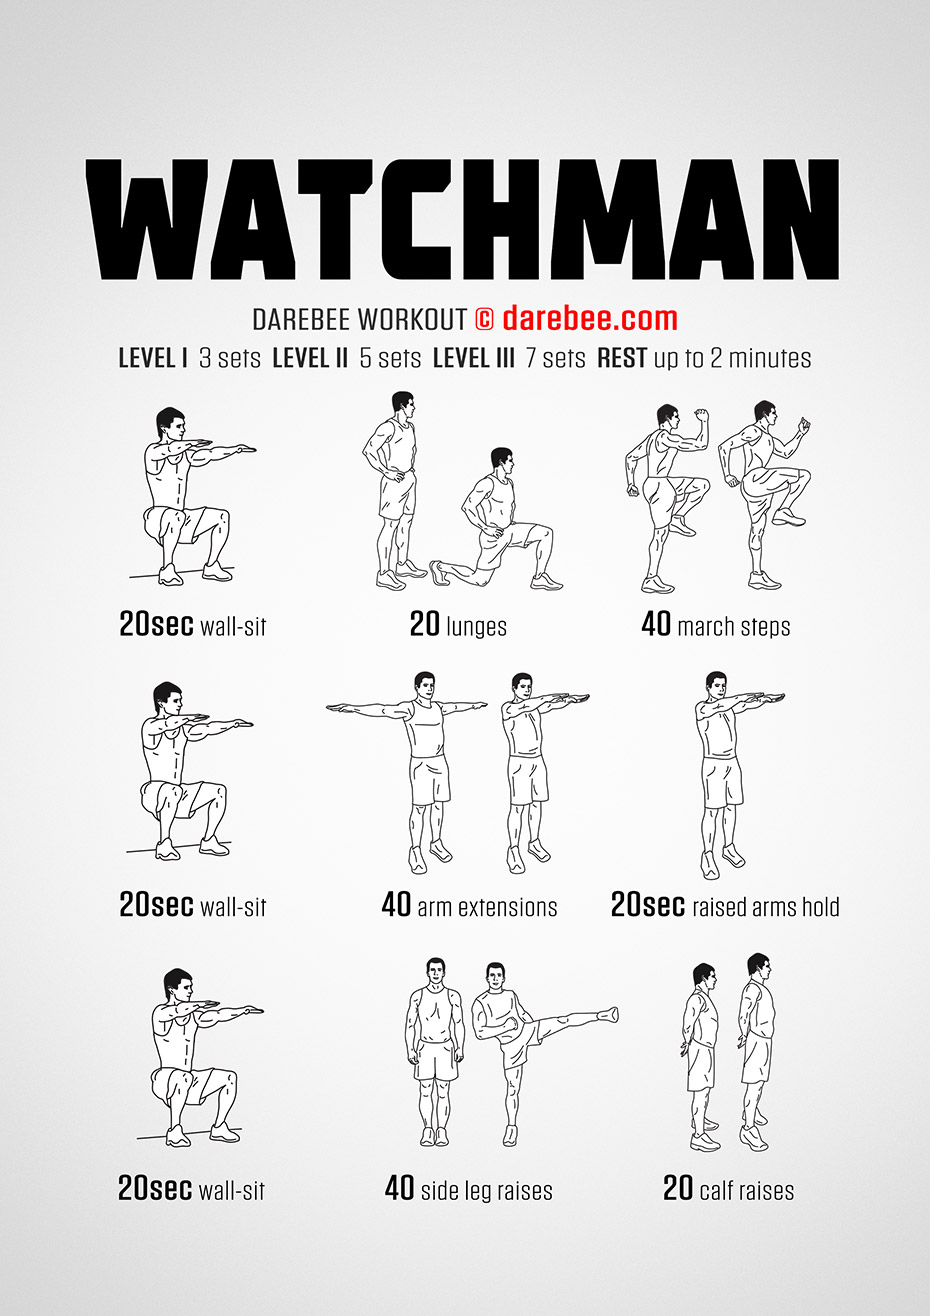 WATCHMAN
DAREBEE WORKOUT © darebee.com
LEVEL I 3 sets LEVEL II 5 sets LEVEL III 7 sets REST up to 2 minutes
20sec wall-sit
20 lunges
40 march steps
20sec wall-sit
40 arm extensions
20sec raised arms hold
20sec wall-sit
40 side leg raises
20 calf raises